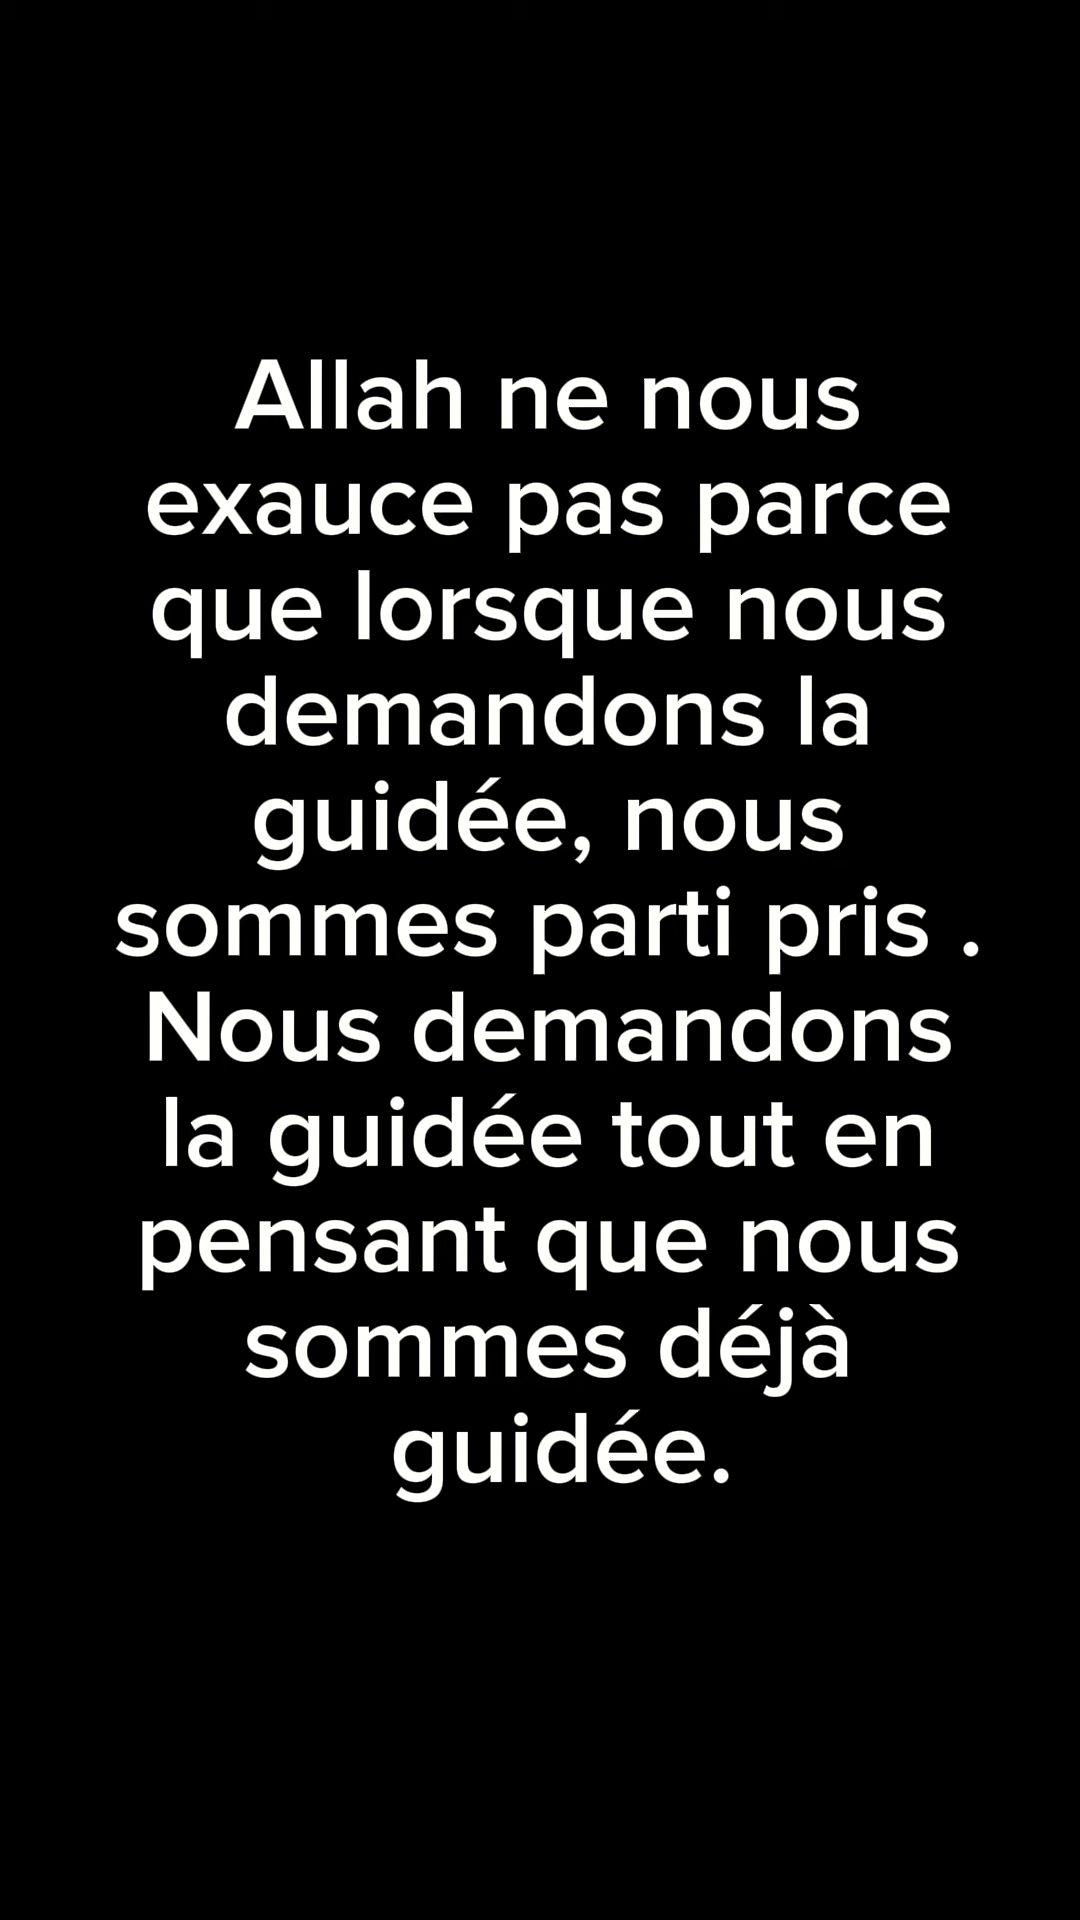 Allah ne nous
exauce pas parce
que lorsque nous
demandons la
guidée, nous
sommes parti pris .
Nous demandons
la guidée tout en
pensant que nous
sommes déjà
guidée.